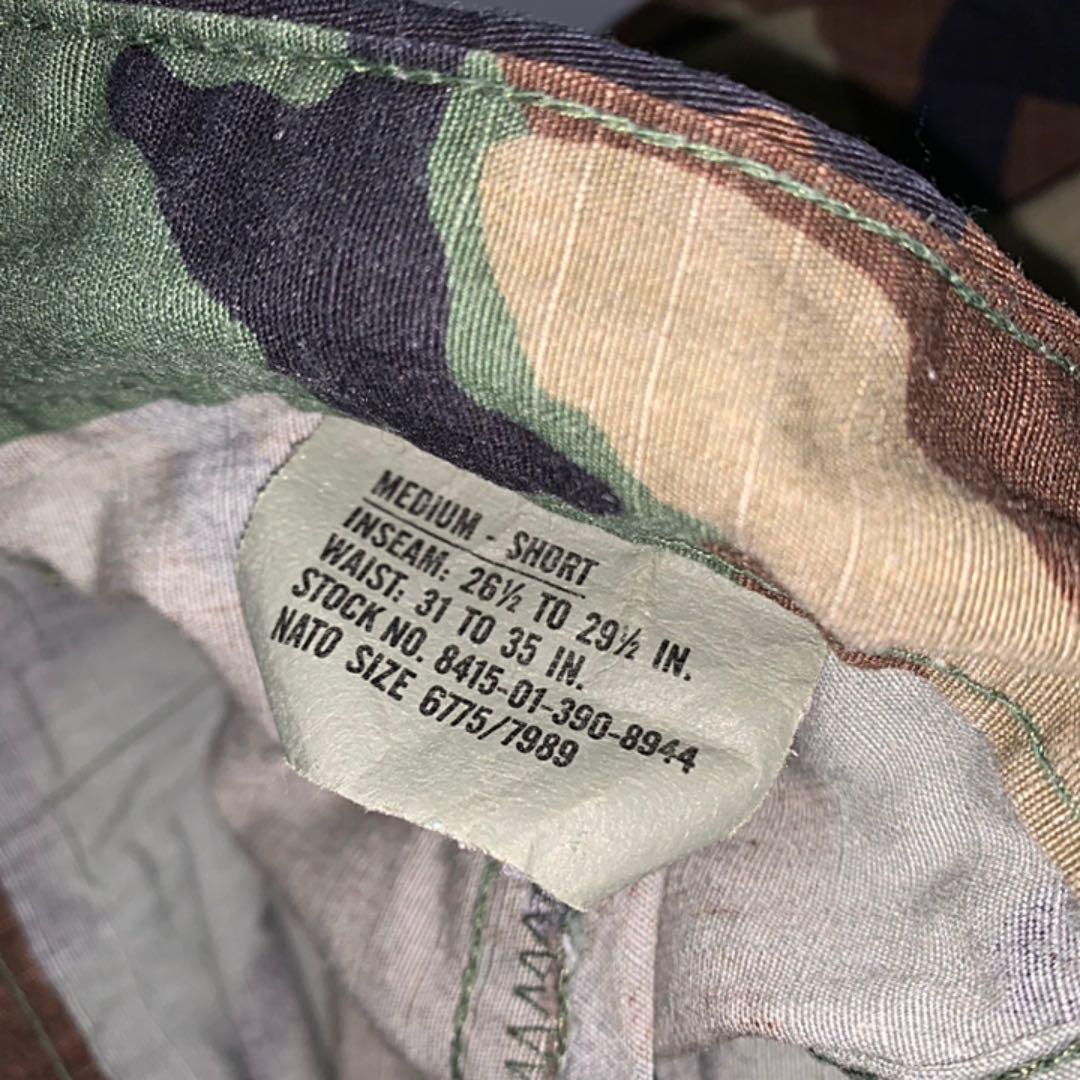 MEDIUM - SHORT
INSEAM: 26½ TO 29½ IN.
WAIST: 31 TO 35 IN.
STOCK NO. 8415-01-390-8944
NATO SIZE 6775/7989